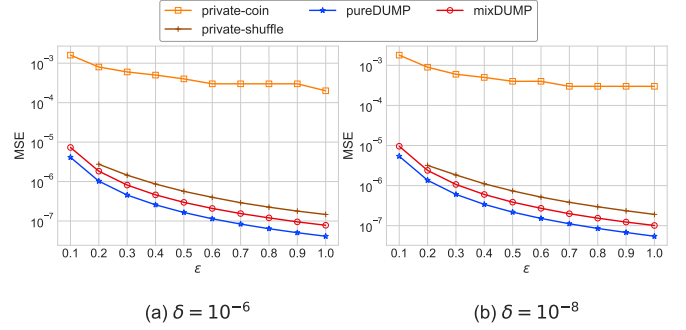 private-coin pureDUMP mixDUMP
private-shuffle
10⁻³
10⁻⁴
10⁻⁵
10⁻⁶
10⁻⁷
MSE
0.1 0.2 0.3 0.4 0.5 0.6 0.7 0.8 0.9 1.0
ε
(a) δ = 10⁻⁶
10⁻³
10⁻⁴
10⁻⁵
10⁻⁶
10⁻⁷
MSE
0.1 0.2 0.3 0.4 0.5 0.6 0.7 0.8 0.9 1.0
ε
(b) δ = 10⁻⁸